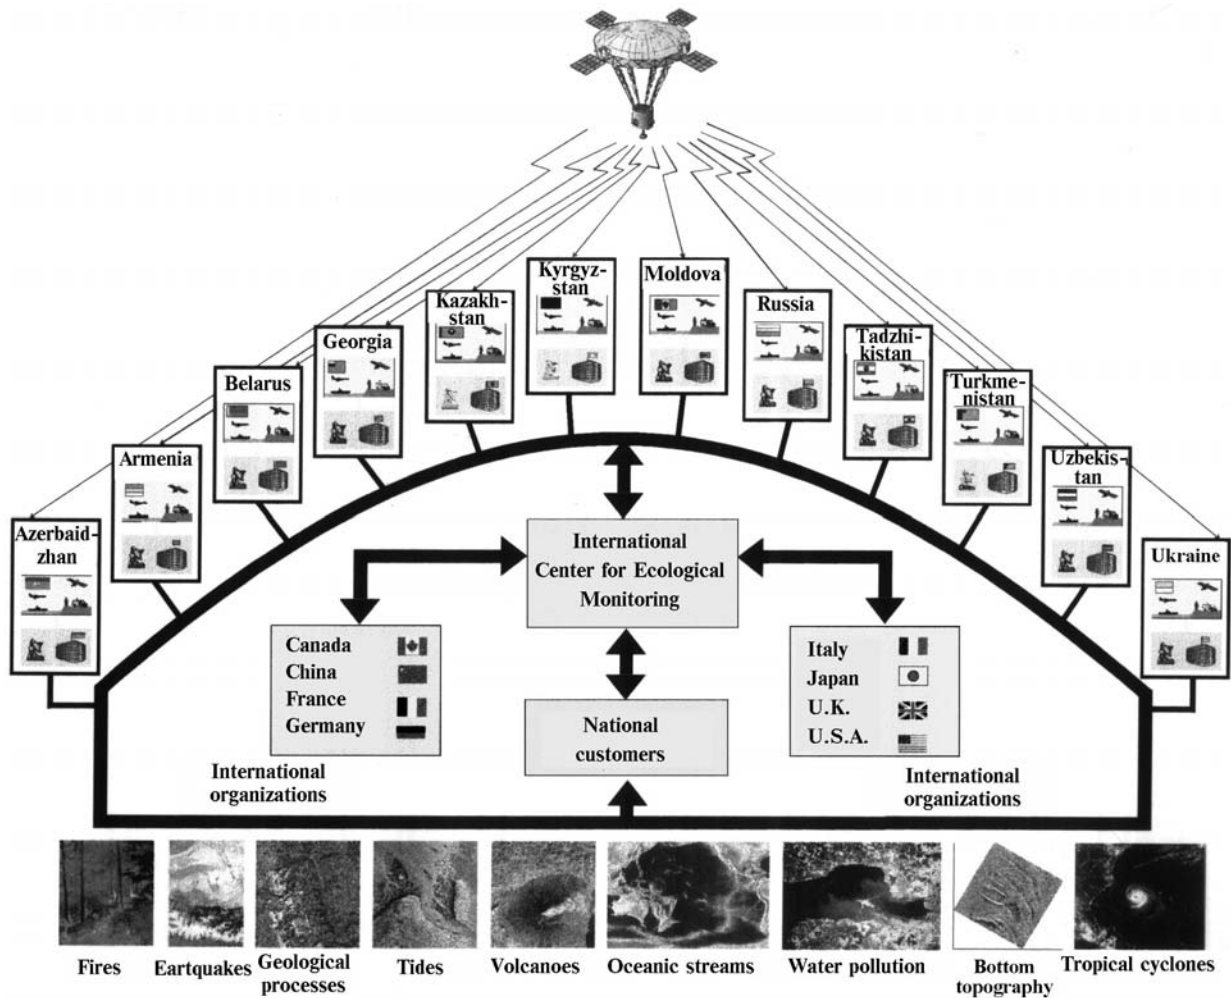 Kyrgyz-
stan
Moldova
Kazakh-
stan
Russia
Georgia
Tadzhi-
kistan
Belarus
Turkme-
nistan
Armenia
Uzbekis-
tan
Azerbaid-
zhan
Ukraine
International
Center for Ecological
Monitoring
Canada
China
France
Germany
Italy
Japan
U.K.
U.S.A.
National
customers
International
organizations
International
organizations
Fires
Eartquakes
Geological
processes
Tides
Volcanoes
Oceanic streams
Water pollution
Bottom
topography
Tropical cyclones